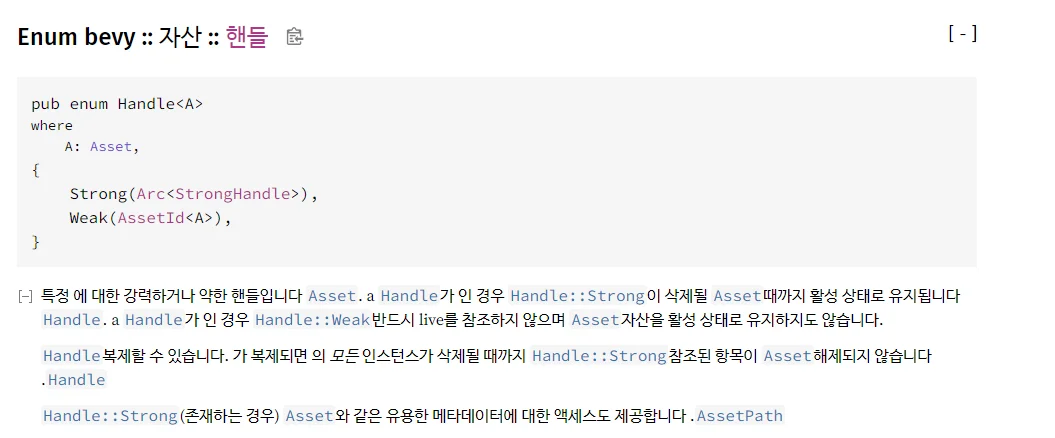 Enum bevy :: 자산 :: 핸들
[ - ]
pub enum Handle<A>
where
A: Asset,
{
Strong(Arc<StrongHandle>),
Weak(AssetId<A>),
}
[−] 특정 에 대한 강력하거나 약한 핸들입니다 Asset. a Handle가 인 경우 Handle::Strong이 삭제될 Asset때까지 활성 상태로 유지됩니다
Handle. a Handle가 인 경우 Handle::Weak반드시 live를 참조하지 않으며 Asset자산을 활성 상태로 유지하지도 않습니다.
Handle복제할 수 있습니다. 가 복제되면 의 모든 인스턴스가 삭제될 때까지 Handle::Strong참조된 항목이 Asset해제되지 않습니다
.Handle
Handle::Strong(존재하는 경우) Asset와 같은 유용한 메타데이터에 대한 액세스도 제공합니다 .AssetPath